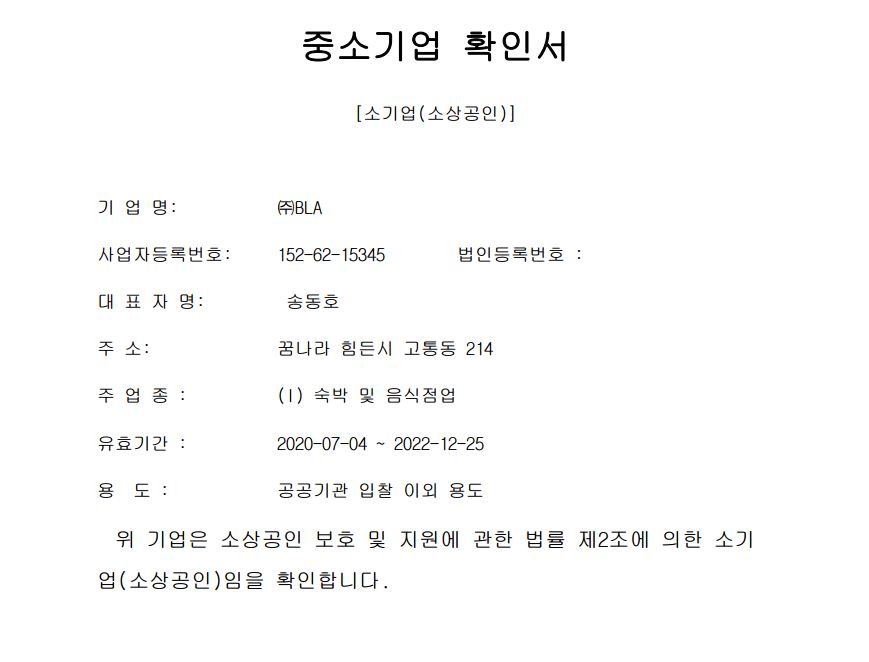 중소기업 확인서
[소기업(소상공인)]
기 업 명: ㈜BLA
사업자등록번호: 152-62-15345 법인등록번호 :
대 표 자 명: 송동호
주 소: 꿈나라 힘든시 고통동 214
주 업 종 : (I) 숙박 및 음식점업
유효기간 : 2020-07-04 ~ 2022-12-25
용 도 : 공공기관 입찰 이외 용도
위 기업은 소상공인 보호 및 지원에 관한 법률 제2조에 의한 소기
업(소상공인)임을 확인합니다.